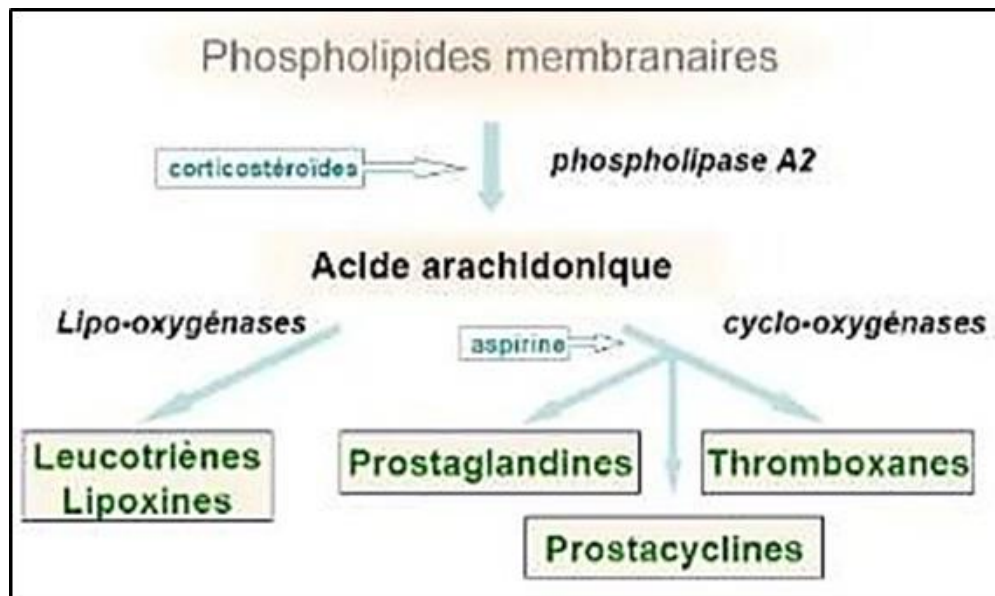 Phospholipides membranaires
corticostéroïdes
phospholipase A2
Acide arachidonique
Lipo-oxygénases
cyclo-oxygénases
aspirine
Leucotriènes
Lipoxines
Prostaglandines
Thromboxanes
Prostacyclines